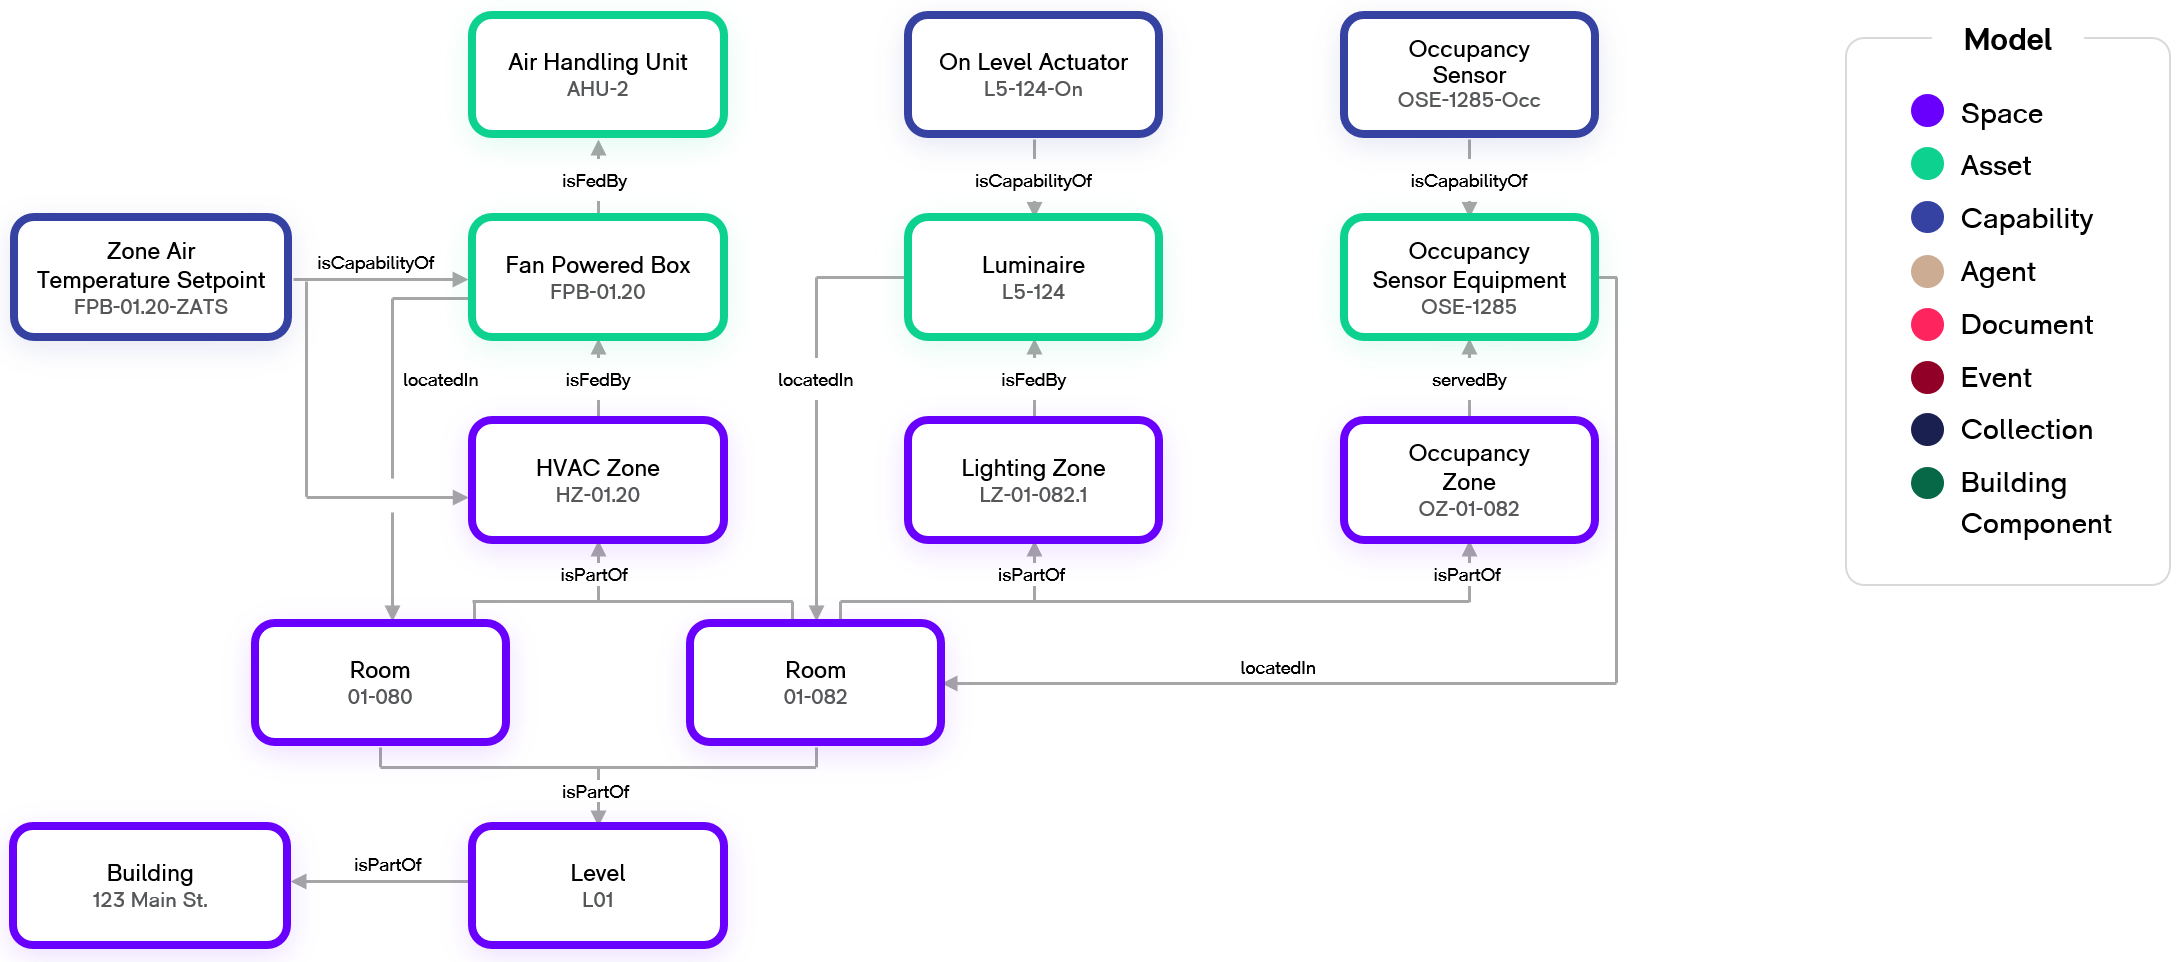 Air Handling Unit
AHU-2
On Level Actuator
L5-124-On
Occupancy
Sensor
OSE-1285-Occ
isFedBy
isCapabilityOf
isCapabilityOf
Zone Air
Temperature Setpoint
FPB-01.20-ZATS
isCapabilityOf
Fan Powered Box
FPB-01.20
Luminaire
L5-124
Occupancy
Sensor Equipment
OSE-1285
locatedIn
isFedBy
locatedIn
isFedBy
servedBy
HVAC Zone
HZ-01.20
Lighting Zone
LZ-01-082.1
Occupancy
Zone
OZ-01-082
isPartOf
isPartOf
isPartOf
Room
01-080
Room
01-082
locatedIn
isPartOf
Building
123 Main St.
isPartOf
Level
L01
Model
Space
Asset
Capability
Agent
Document
Event
Collection
Building
Component